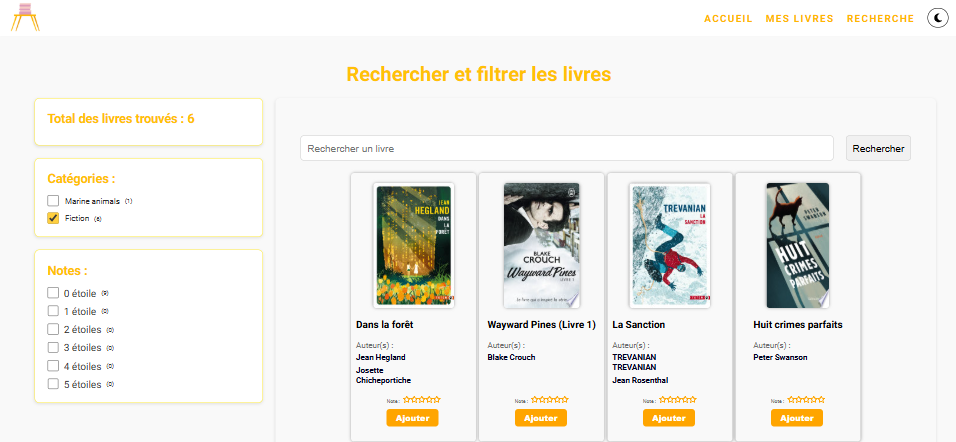 ACCUEIL MES LIVRES RECHERCHE
Rechercher et filtrer les livres
Total des livres trouvés : 6
Catégories :
Marine animals (1)
Fiction (6)
Notes :
0 étoile (9)
1 étoile (0)
2 étoiles (0)
3 étoiles (0)
4 étoiles (0)
5 étoiles (0)
Rechercher un livre
Rechercher
JEAN
HEGLAND
DANS
LA
FORÊT
Dans la forêt
Auteur(s) :
Jean Hegland
Josette
Chicheportiche
Note :
Ajouter
BLAKE
CROUCH
Wayward Pines
LIVRE 1
Wayward Pines (Livre 1)
Auteur(s) :
Blake Crouch
Note :
Ajouter
TREVANIAN
LA
SANCTION
La Sanction
Auteur(s) :
TREVANIAN
TREVANIAN
Jean Rosenthal
Note :
Ajouter
PETER
SWANSON
HUIT
CRIMES
PARFAITS
Huit crimes parfaits
Auteur(s) :
Peter Swanson
Note :
Ajouter